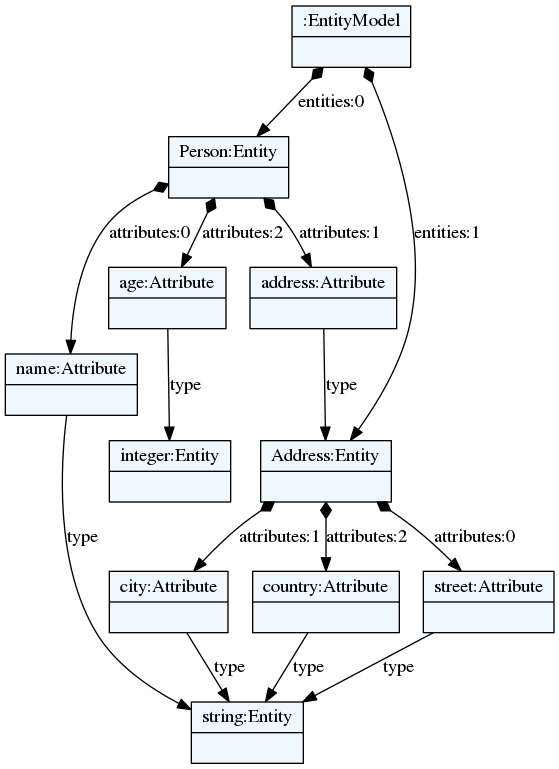 :EntityModel
entities:0
Person:Entity
attributes:0
attributes:2
attributes:1
entities:1
age:Attribute
address:Attribute
name:Attribute
type
type
integer:Entity
Address:Entity
type
attributes:1
attributes:2
attributes:0
city:Attribute
country:Attribute
street:Attribute
type
type
type
string:Entity